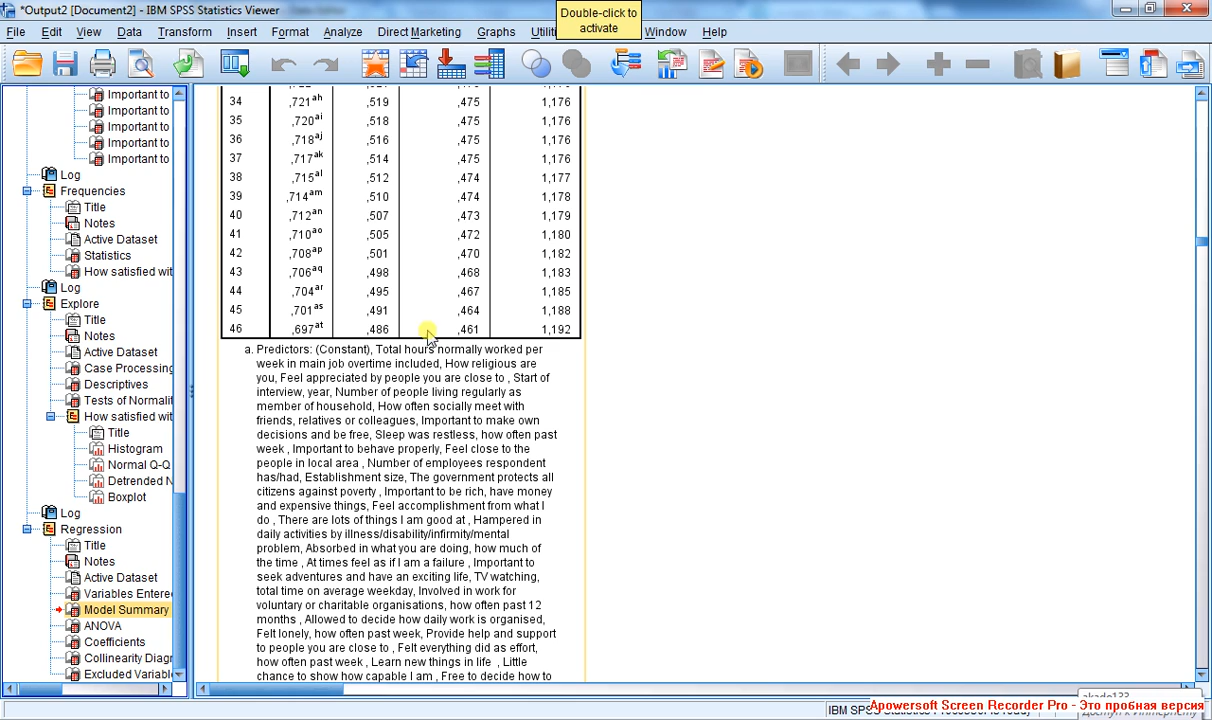 *Output2 [Document2] - IBM SPSS Statistics Viewer
Double-click to
activate
File Edit View Data Transform Insert Format Analyze Direct Marketing Graphs Utiliti Window Help
Important to
Important to
Important to
Important to
Important to
Log
Frequencies
Title
Notes
Active Dataset
Statistics
How satisfied wit
Log
Explore
Title
Notes
Active Dataset
Case Processing
Descriptives
Tests of Normalit
How satisfied wit
Title
Histogram
Normal Q-Q
Detrended N
Boxplot
Log
Regression
Title
Notes
Active Dataset
Variables Entere
Model Summary
ANOVA
Coefficients
Collinearity Diagr
Excluded Variabl
34 ,721ah ,519 ,475 1,176
35 ,720ai ,518 ,475 1,176
36 ,718aj ,516 ,475 1,176
37 ,717ak ,514 ,475 1,176
38 ,715al ,512 ,474 1,177
39 ,714am ,510 ,474 1,178
40 ,712an ,507 ,473 1,179
41 ,710ao ,505 ,472 1,180
42 ,708ap ,501 ,470 1,182
43 ,706aq ,498 ,468 1,183
44 ,704ar ,495 ,467 1,185
45 ,701as ,491 ,464 1,188
46 ,697at ,486 ,461 1,192
a. Predictors: (Constant), Total hours normally worked per
week in main job overtime included, How religious are
you, Feel appreciated by people you are close to , Start of
interview, year, Number of people living regularly as
member of household, How often socially meet with
friends, relatives or colleagues, Important to make own
decisions and be free, Sleep was restless, how often past
week , Important to behave properly, Feel close to the
people in local area , Number of employees respondent
has/had, Establishment size, The government protects all
citizens against poverty , Important to be rich, have money
and expensive things, Feel accomplishment from what I
do , There are lots of things I am good at , Hampered in
daily activities by illness/disability/infirmity/mental
problem, Absorbed in what you are doing, how much of
the time , At times feel as if I am a failure , Important to
seek adventures and have an exciting life, TV watching,
total time on average weekday, Involved in work for
voluntary or charitable organisations, how often past 12
months , Allowed to decide how daily work is organised,
Felt lonely, how often past week, Provide help and support
to people you are close to , Felt everything did as effort,
how often past week , Learn new things in life , Little
chance to show how capable I am , Free to decide how to
IBM SPSS Statistics
Apowersoft Screen Recorder Pro - Это пробная версия